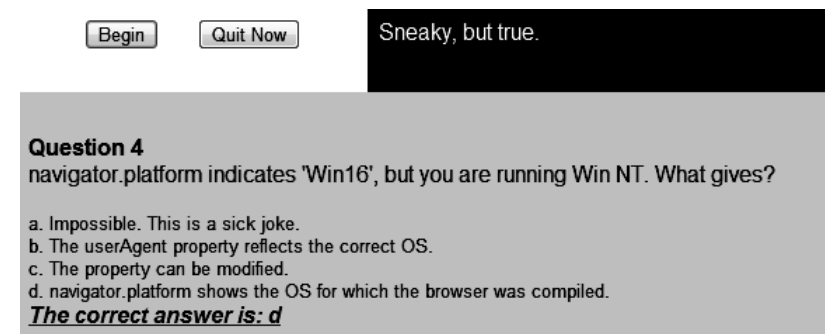 Begin Quit Now Sneaky, but true.
Question 4
navigator.platform indicates 'Win16', but you are running Win NT. What gives?
a. Impossible. This is a sick joke.
b. The userAgent property reflects the correct OS.
c. The property can be modified.
d. navigator.platform shows the OS for which the browser was compiled.
The correct answer is: d